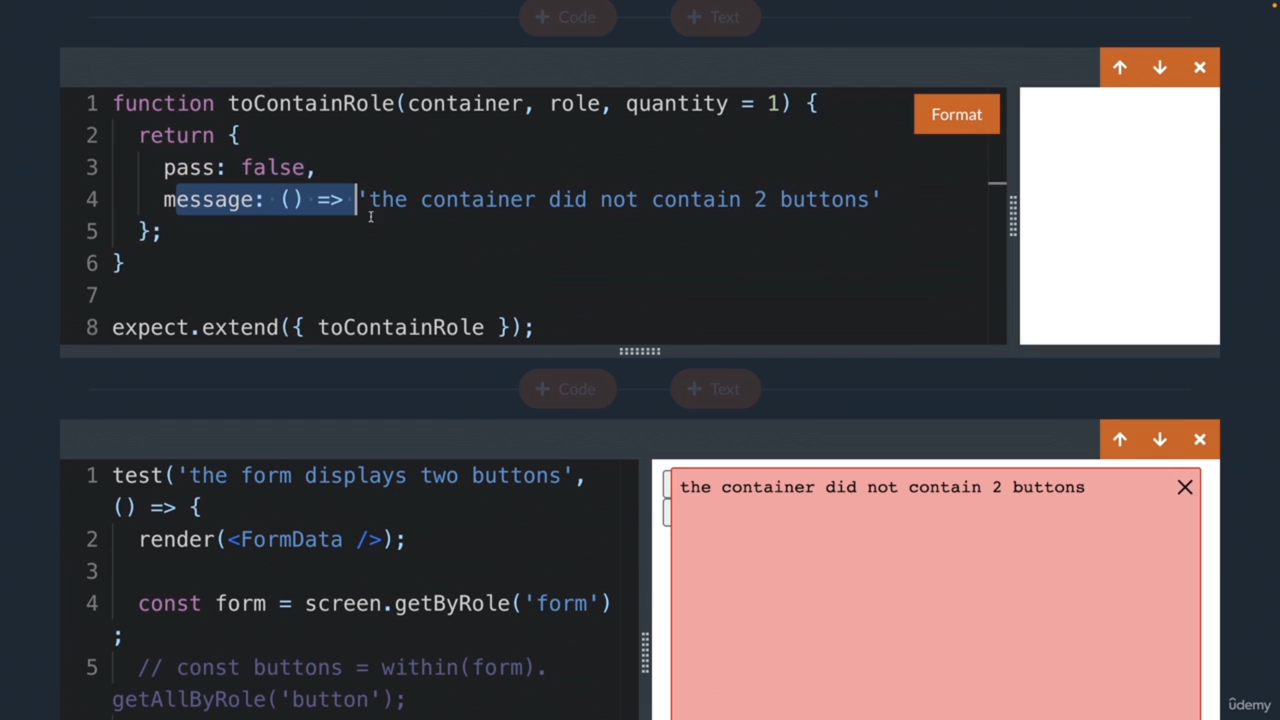 + Code + Text
1 function toContainRole(container, role, quantity = 1) {
Format
2 return {
3 pass: false,
4 message: () => 'the container did not contain 2 buttons'
5 };
6 }
7
8 expect.extend({ toContainRole });
+ Code + Text
1 test('the form displays two buttons',
() => {
2 render(<FormData />);
3
4 const form = screen.getByRole('form')
;
5 // const buttons = within(form).
getAllByRole('button');
the container did not contain 2 buttons
ûdemy